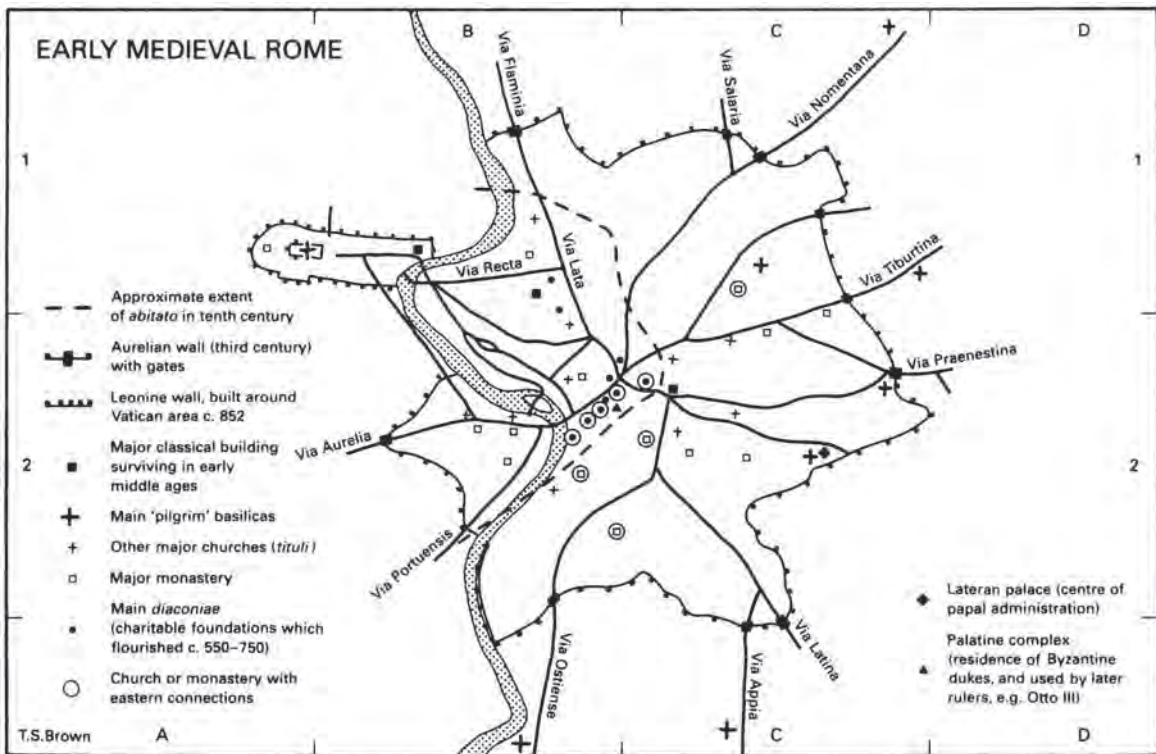 EARLY MEDIEVAL ROME
B
C
D
Via Flaminia
Via Salaria
Via Nomentana
1
1
Via Recta
Via Lata
Via Tiburtina
Via Praenestina
Via Aurelia
Via Portuensis
Via Ostiense
Via Appia
Via Latina
Approximate extent
of abitato in tenth century
Aurelian wall (third century)
with gates
Leonine wall, built around
Vatican area c. 852
Major classical building
surviving in early
middle ages
2
2
Main 'pilgrim' basilicas
Other major churches (tituli)
Major monastery
Main diaconiae
(charitable foundations which
flourished c. 550–750)
Church or monastery with
eastern connections
Lateran palace (centre of
papal administration)
Palatine complex
(residence of Byzantine
dukes, and used by later
rulers, e.g. Otto III)
T.S.Brown
A
C
D